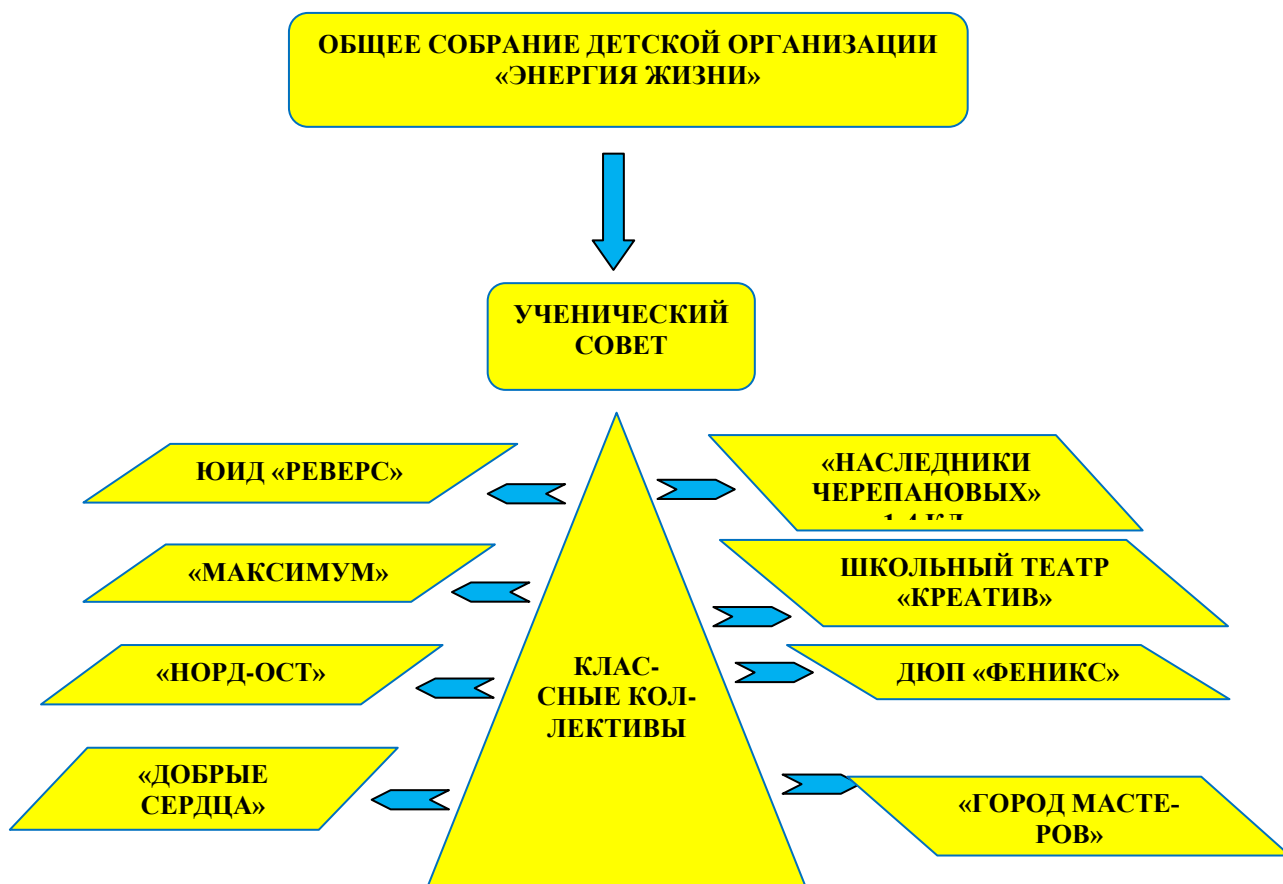 ОБЩЕЕ СОБРАНИЕ ДЕТСКОЙ ОРГАНИЗАЦИИ
«ЭНЕРГИЯ ЖИЗНИ»
УЧЕНИЧЕСКИЙ
СОВЕТ
ЮИД «РЕВЕРС»
«МАКСИМУМ»
«НОРД-ОСТ»
«ДОБРЫЕ
СЕРДЦА»
КЛАС-
СНЫЕ КОЛ-
ЛЕКТИВЫ
«НАСЛЕДНИКИ
ЧЕРЕПАНОВЫХ»
ШКОЛЬНЫЙ ТЕАТР
«КРЕАТИВ»
ДЮП «ФЕНИКС»
«ГОРОД МАСТЕ-
РОВ»